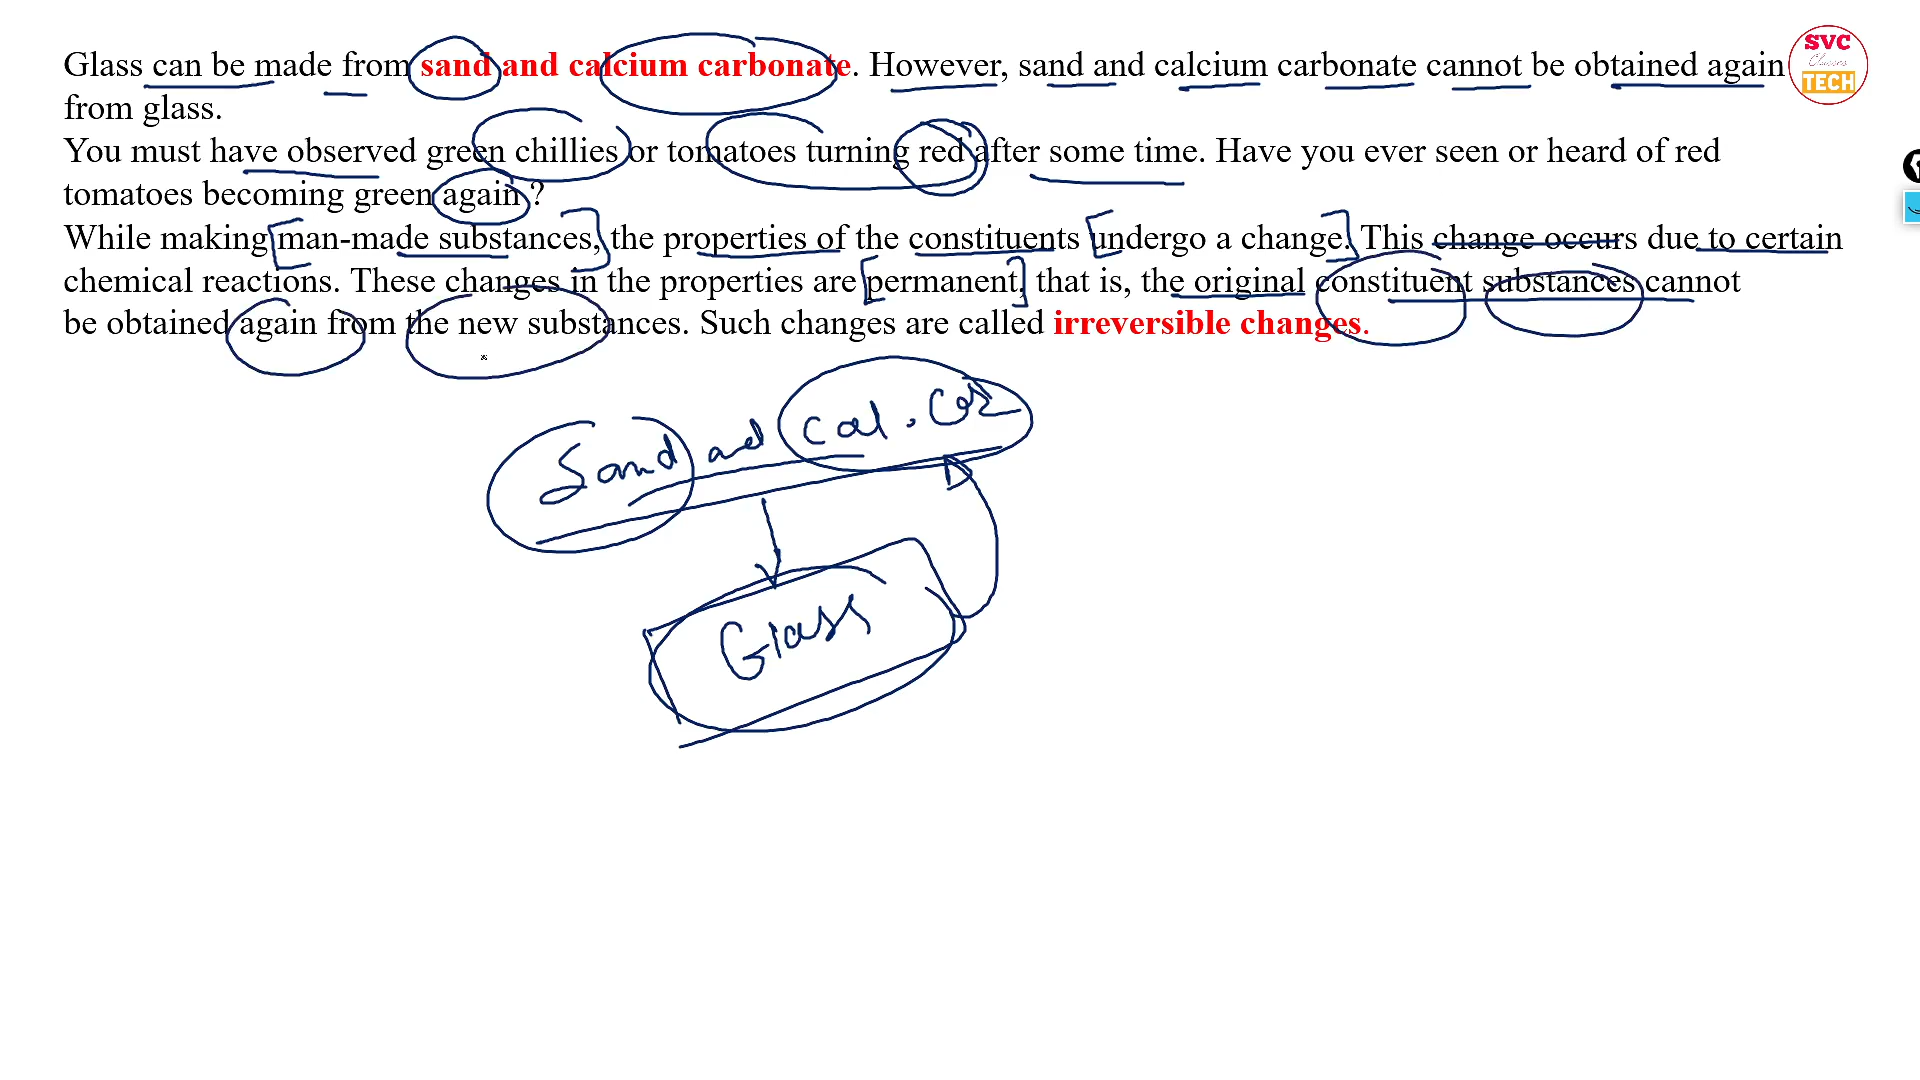 Glass can be made from sand and calcium carbonate. However, sand and calcium carbonate cannot be obtained again
from glass.
You must have observed green chillies or tomatoes turning red after some time. Have you ever seen or heard of red
tomatoes becoming green again ?
While making man-made substances, the properties of the constituents undergo a change. This change occurs due to certain
chemical reactions. These changes in the properties are permanent, that is, the original constituent substances cannot
be obtained again from the new substances. Such changes are called irreversible changes.
SVC
Classes
TECH
Sand and Cal.
Glass